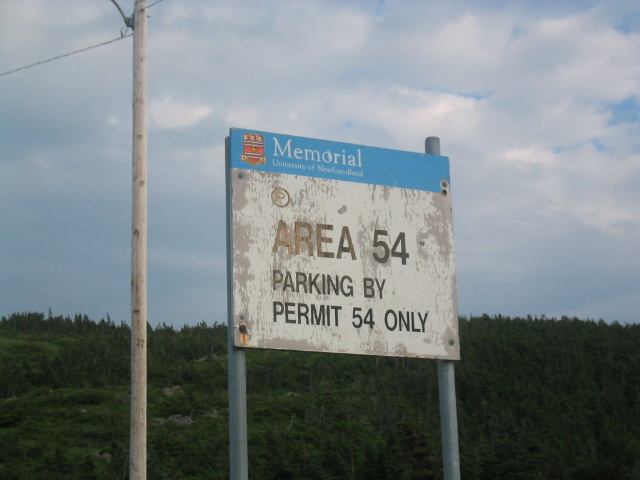 Memorial
University of Newfoundland
AREA 54
PARKING BY
PERMIT 54 ONLY